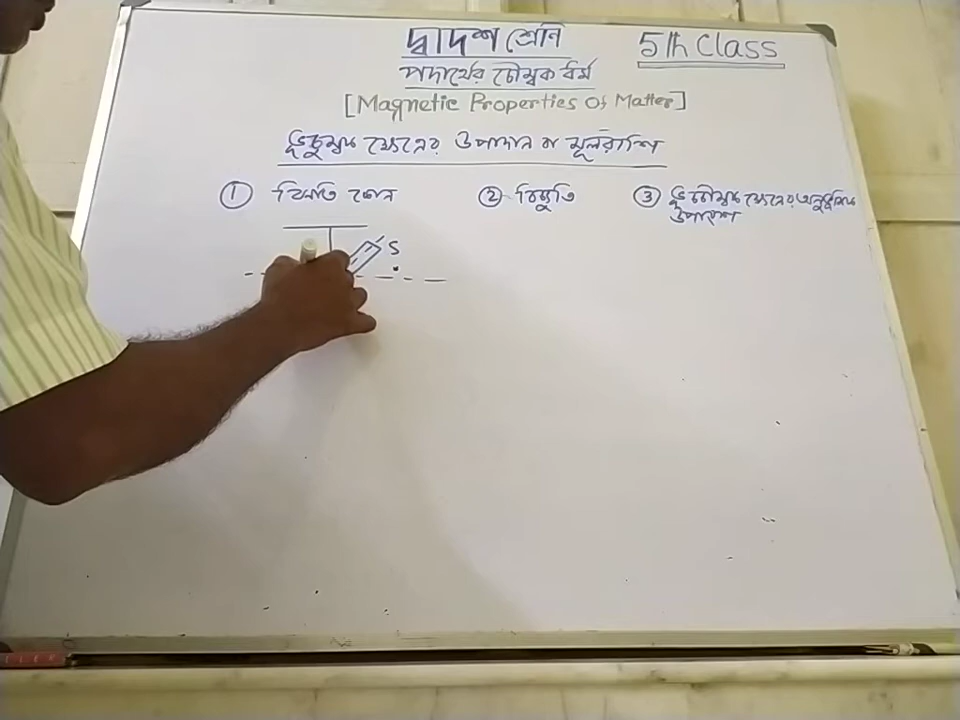 দ্বাদশ শ্রেণি
5th Class
পদার্থের চৌম্বক ধর্ম
[Magnetic Properties Of Matter]
ভূচুম্বক ক্ষেত্রের উপাদান বা মূলরাশি
① বিনতি কোন
② বিচ্যুতি
③ ভূ চৌম্বক ক্ষেত্রের অনুভূমিক
উপাংশ
S